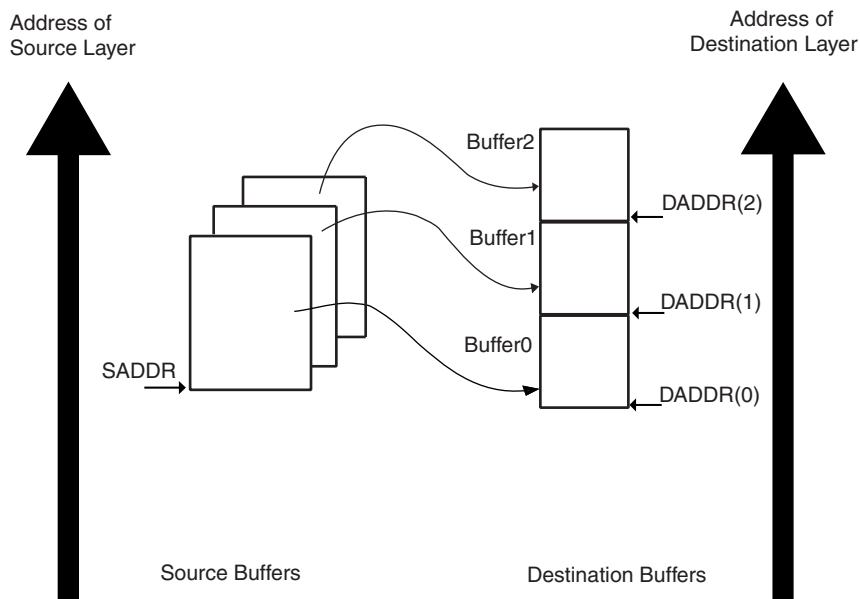 Address of
Source Layer
Address of
Destination Layer
Buffer2
DADDR(2)
Buffer1
DADDR(1)
Buffer0
SADDR
DADDR(0)
Source Buffers
Destination Buffers